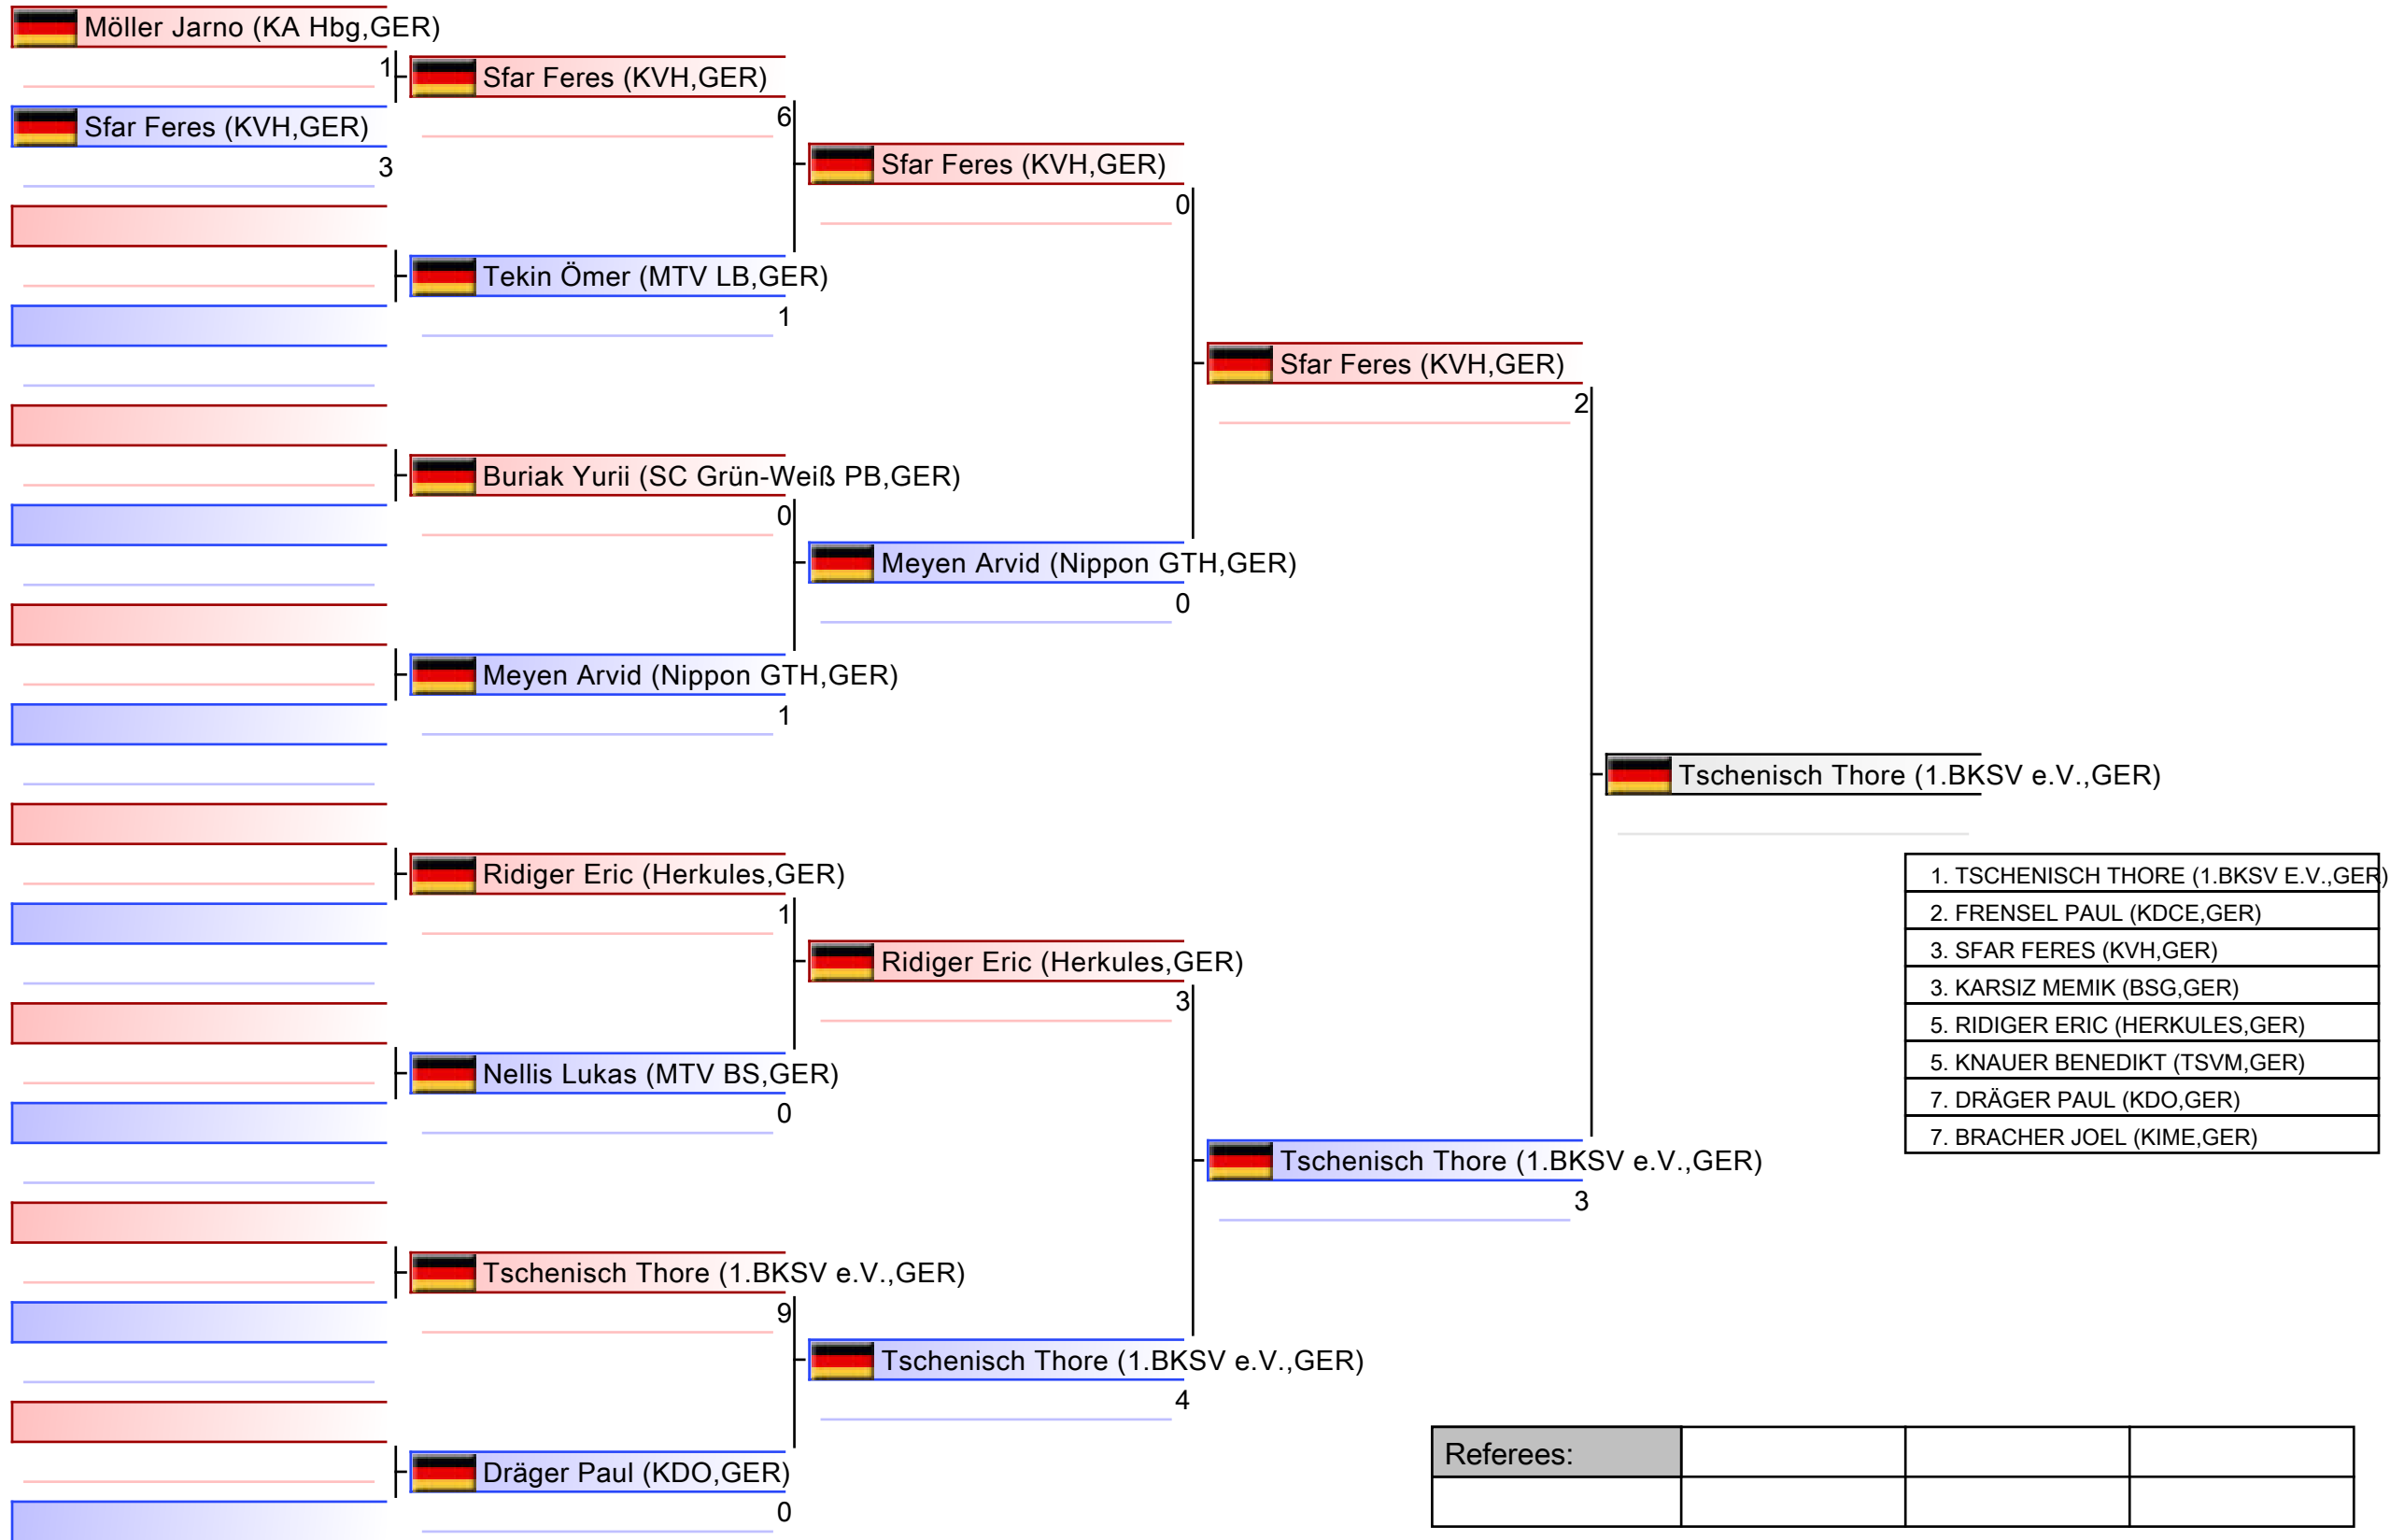 Möller Jarno (KA Hbg,GER)
1
Sfar Feres (KVH,GER)
3
Sfar Feres (KVH,GER)
6
Tekin Ömer (MTV LB,GER)
1
Buriak Yurii (SC Grün-Weiß PB,GER)
0
Meyen Arvid (Nippon GTH,GER)
1
Ridiger Eric (Herkules,GER)
1
Nellis Lukas (MTV BS,GER)
0
Tschenisch Thore (1.BKSV e.V.,GER)
9
Dräger Paul (KDO,GER)
0
Sfar Feres (KVH,GER)
0
Meyen Arvid (Nippon GTH,GER)
0
Ridiger Eric (Herkules,GER)
3
Tschenisch Thore (1.BKSV e.V.,GER)
4
Sfar Feres (KVH,GER)
2
Tschenisch Thore (1.BKSV e.V.,GER)
3
Tschenisch Thore (1.BKSV e.V.,GER)
1. TSCHENISCH THORE (1.BKSV E.V.,GER)
2. FRENSEL PAUL (KDCE,GER)
3. SFAR FERES (KVH,GER)
3. KARSIZ MEMIK (BSG,GER)
5. RIDIGER ERIC (HERKULES,GER)
5. KNAUER BENEDIKT (TSVM,GER)
7. DRÄGER PAUL (KDO,GER)
7. BRACHER JOEL (KIME,GER)
Referees: